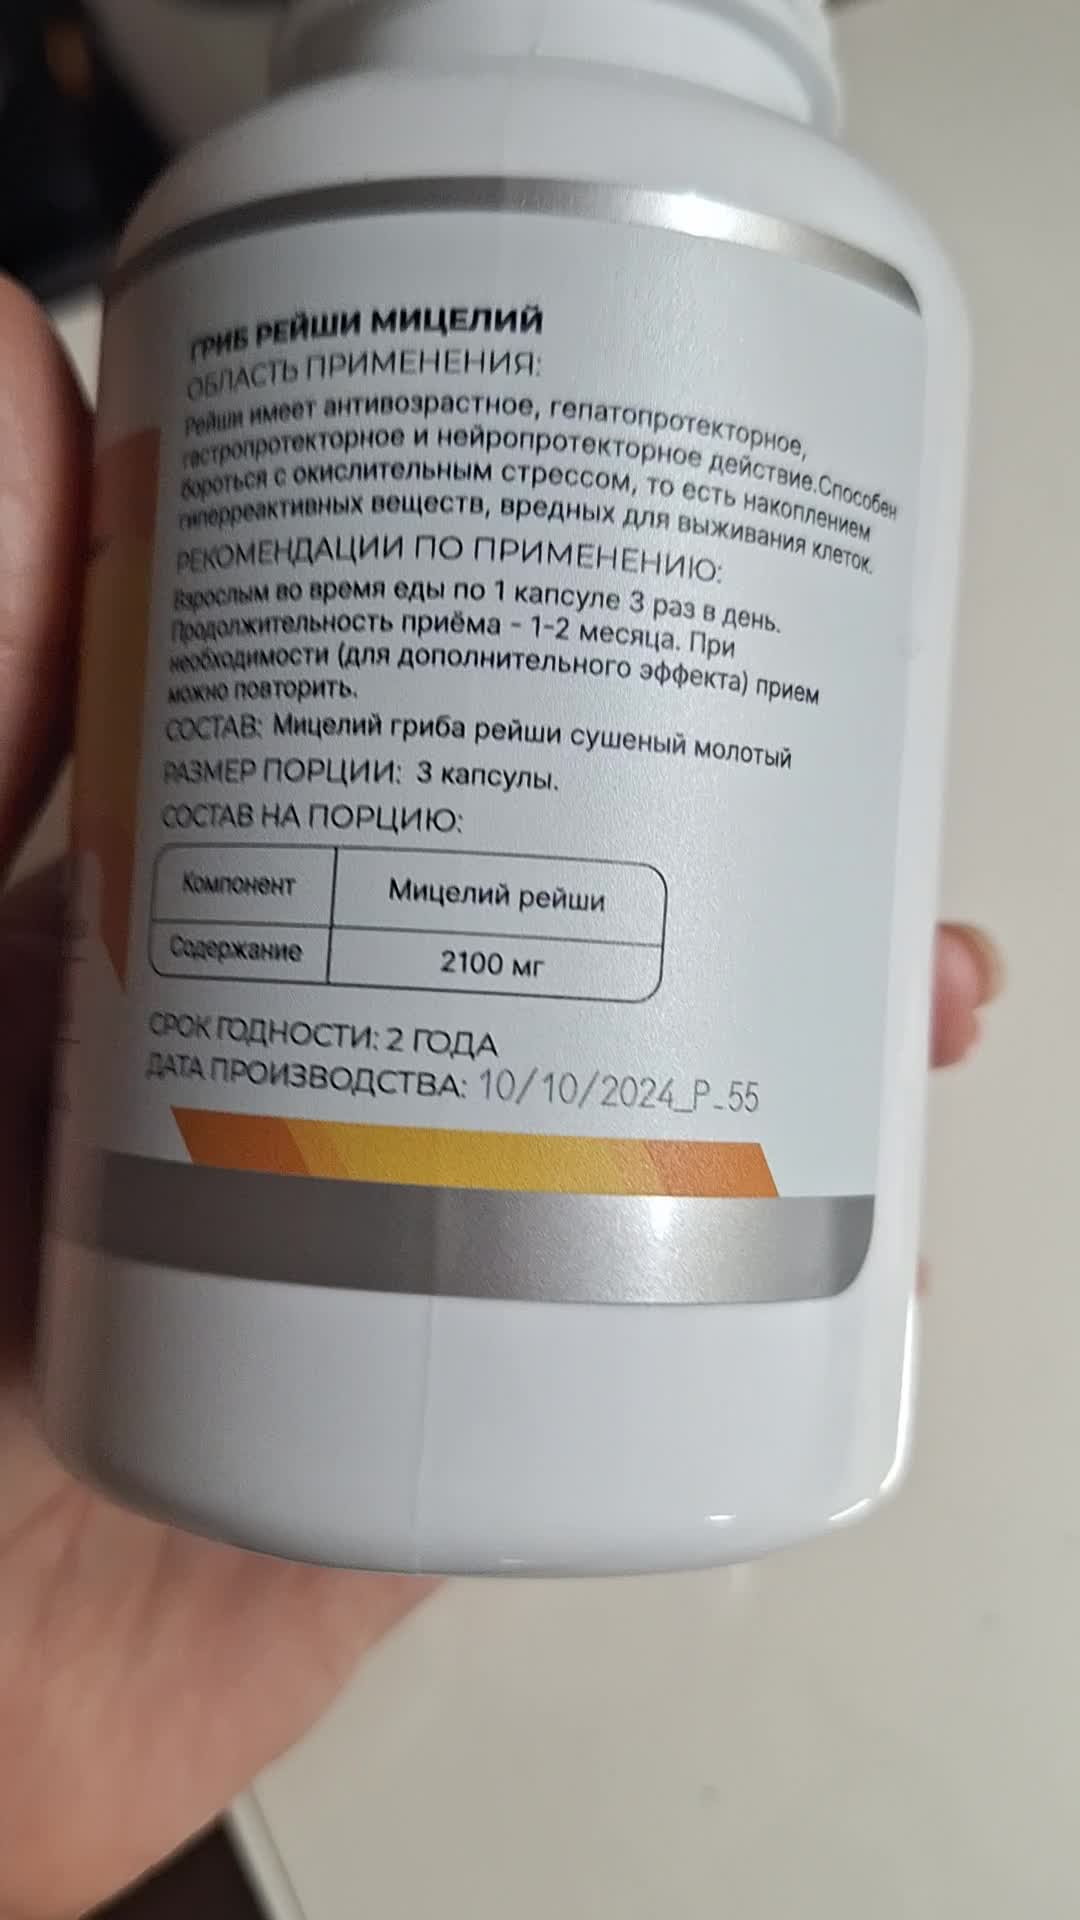 ГРИБ РЕЙШИ МИЦЕЛИЙ
ОБЛАСТЬ ПРИМЕНЕНИЯ:
Рейши имеет антивозрастное, гепатопротекторное,
гастропротекторное и нейропротекторное действие.Способен
бороться с окислительным стрессом, то есть накоплением
гиперреактивных веществ, вредных для выживания клеток.
РЕКОМЕНДАЦИИ ПО ПРИМЕНЕНИЮ:
Взрослым во время еды по 1 капсуле 3 раз в день.
Продолжительность приёма - 1-2 месяца. При
необходимости (для дополнительного эффекта) прием
можно повторить.
СОСТАВ: Мицелий гриба рейши сушеный молотый
РАЗМЕР ПОРЦИИ: 3 капсулы.
СОСТАВ НА ПОРЦИЮ:
Компонент Мицелий рейши
Содержание 2100 мг
СРОК ГОДНОСТИ: 2 ГОДА
ДАТА ПРОИЗВОДСТВА: 10/10/2024_P-55